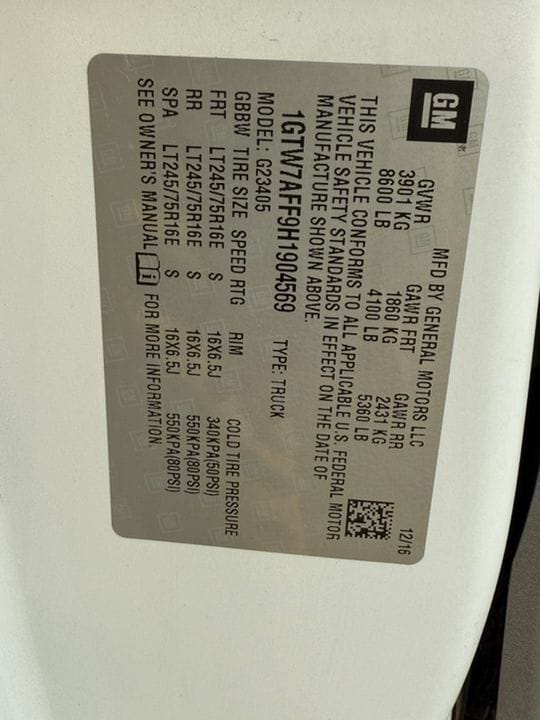 GM
MFD BY GENERAL MOTORS LLC 12/16
GVWR GAWR FRT GAWR RR
3901 KG 1860 KG 2431 KG
8600 LB 4100 LB 5360 LB
THIS VEHICLE CONFORMS TO ALL APPLICABLE U.S. FEDERAL MOTOR
VEHICLE SAFETY STANDARDS IN EFFECT ON THE DATE OF
MANUFACTURE SHOWN ABOVE.
1GTW7AFF9H1904569 TYPE: TRUCK
MODEL: G23405
GBBW TIRE SIZE SPEED RTG RIM COLD TIRE PRESSURE
FRT LT245/75R16E S 16X6.5J 340KPA(50PSI)
RR LT245/75R16E S 16X6.5J 550KPA(80PSI)
SPA LT245/75R16E S 16X6.5J 550KPA(80PSI)
SEE OWNER'S MANUAL i FOR MORE INFORMATION.